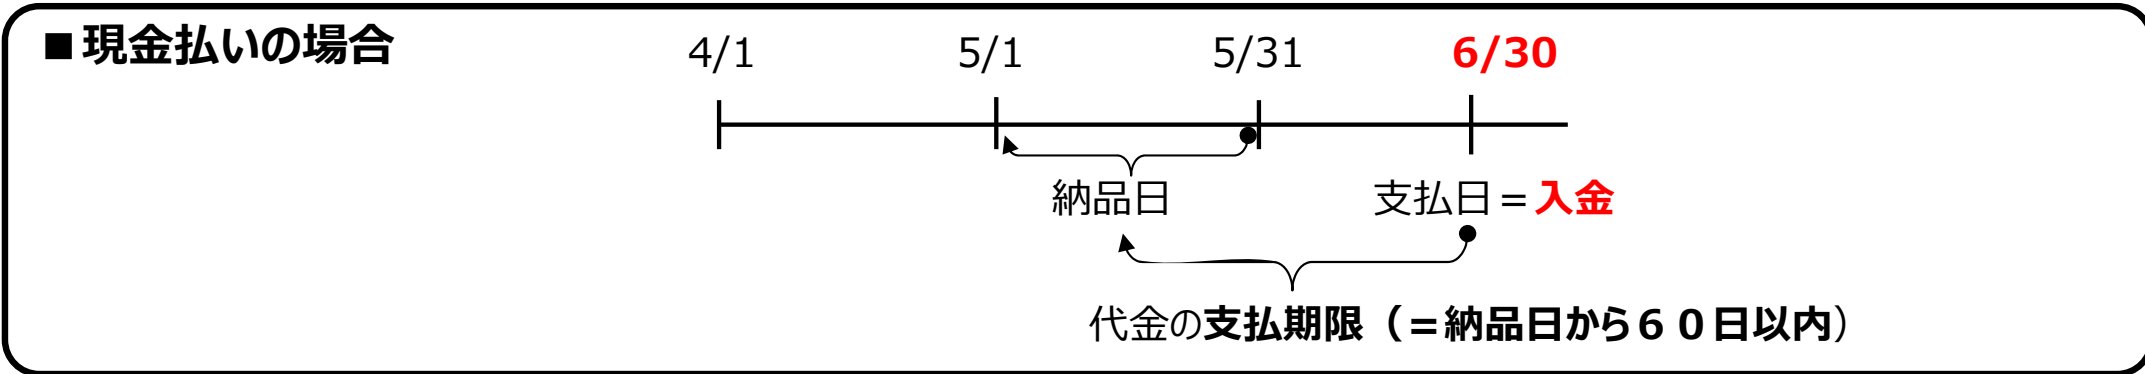 ■現金払いの場合
4/1 5/1 5/31 6/30
納品日 支払日=入金
代金の支払期限（=納品日から６０日以内）